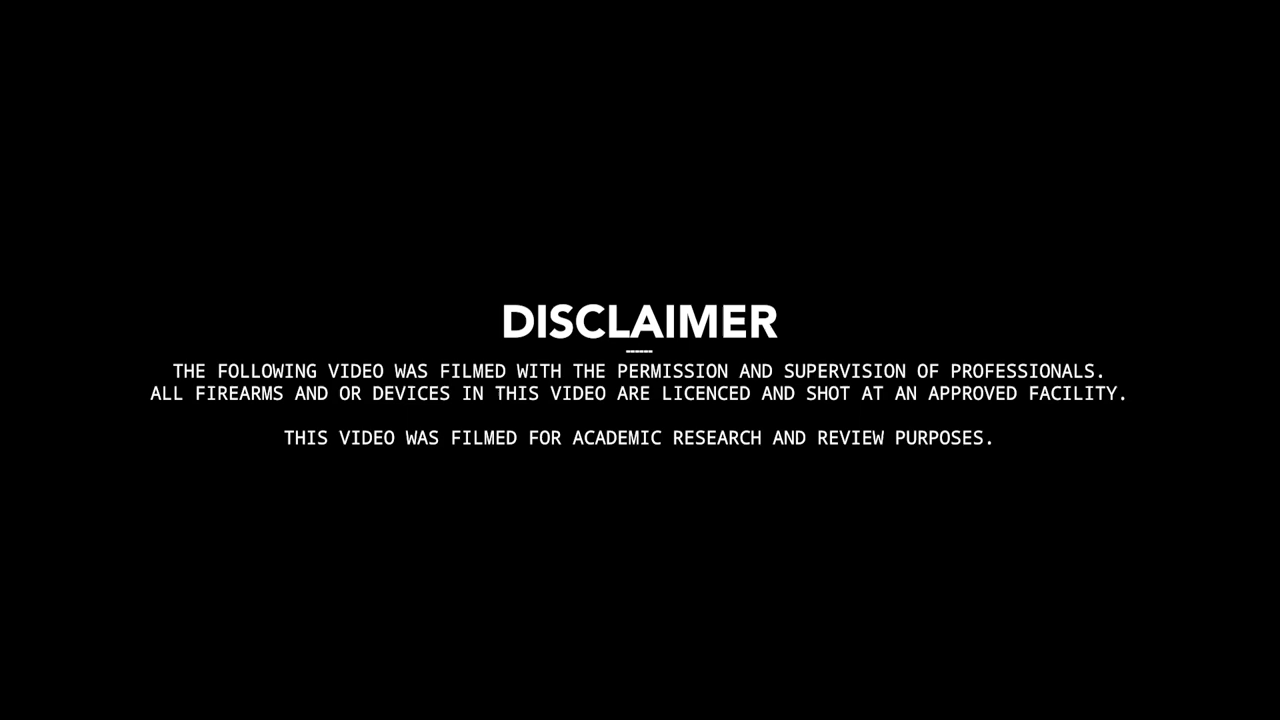 DISCLAIMER
------
THE FOLLOWING VIDEO WAS FILMED WITH THE PERMISSION AND SUPERVISION OF PROFESSIONALS.
ALL FIREARMS AND OR DEVICES IN THIS VIDEO ARE LICENCED AND SHOT AT AN APPROVED FACILITY.
THIS VIDEO WAS FILMED FOR ACADEMIC RESEARCH AND REVIEW PURPOSES.